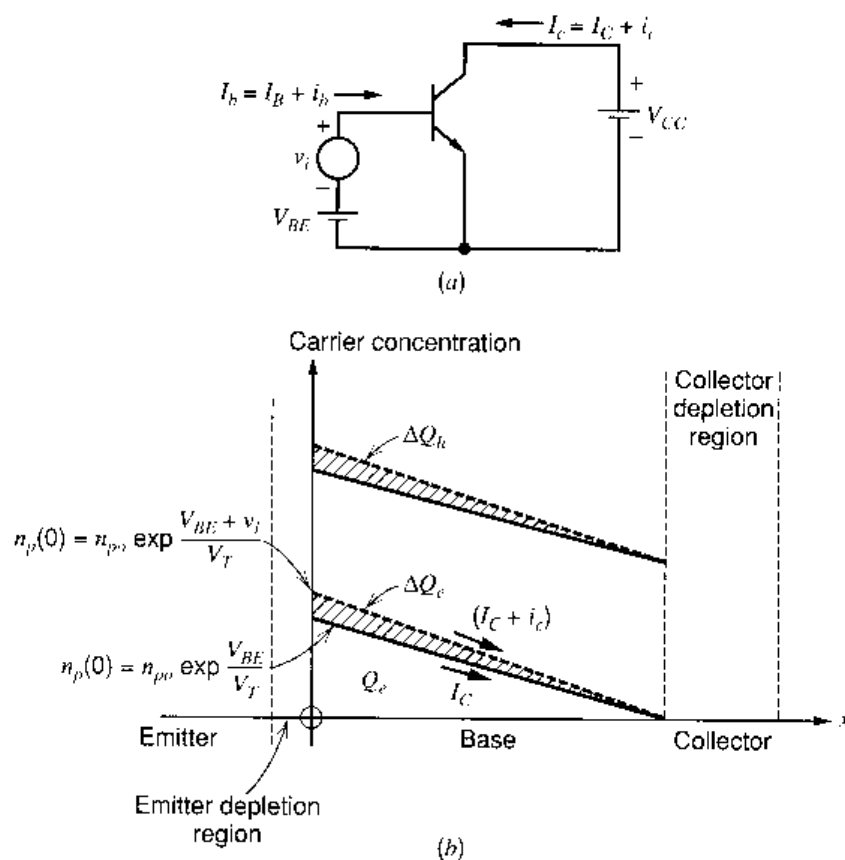 I_c = I_C + i_c
I_b = I_B + i_b
+
v_i
−
V_BE
+
V_CC
−
(a)
Carrier concentration
Collector
depletion
region
ΔQ_h
n_p(0) = n_po exp (V_BE + v_i)/V_T
ΔQ_e
(I_C + i_c)
n_p(0) = n_po exp V_BE/V_T
Q_e
I_C
x
Emitter
Base
Collector
Emitter depletion
region
(b)